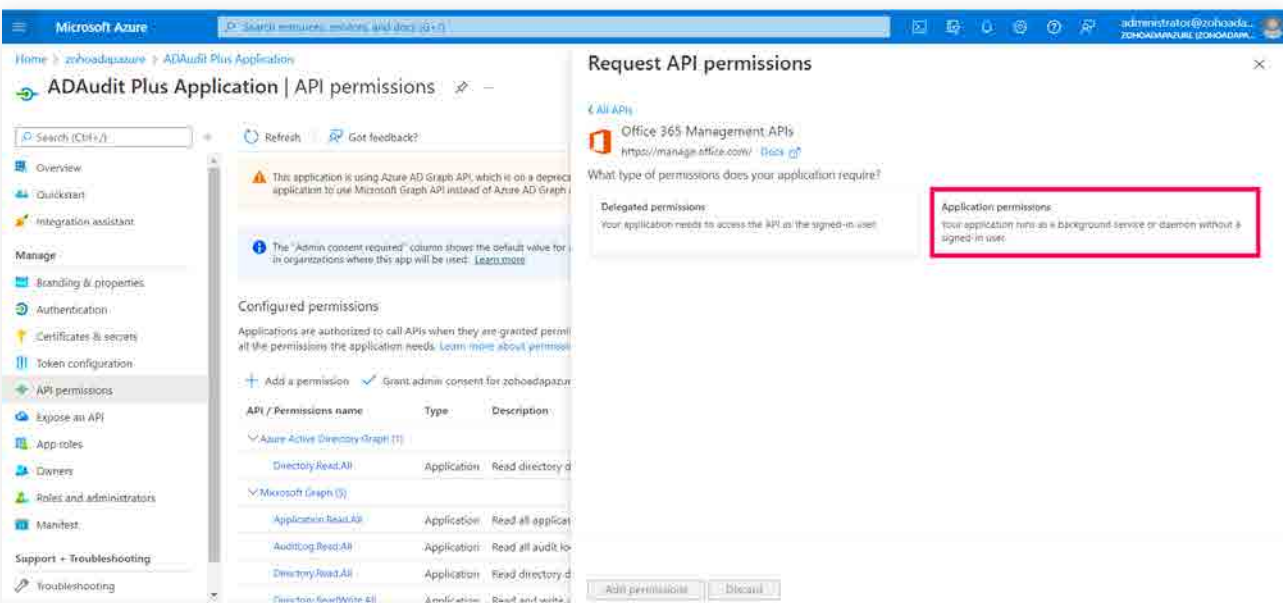 Microsoft Azure
Search resources, services, and docs (G+/)
administrator@zohoada...
ZOHOADAPAZURE (ZOHOADAPA...
Home > zohoadapazure > ADAudit Plus Application
ADAudit Plus Application | API permissions
Search (Ctrl+/)
Overview
Quickstart
Integration assistant
Manage
Branding & properties
Authentication
Certificates & secrets
Token configuration
API permissions
Expose an API
App roles
Owners
Roles and administrators
Manifest
Support + Troubleshooting
Troubleshooting
Refresh
Got feedback?
This application is using Azure AD Graph API, which is on a depreca
application to use Microsoft Graph API instead of Azure AD Graph
The "Admin consent required" column shows the default value for
in organizations where this app will be used. Learn more
Configured permissions
Applications are authorized to call APIs when they are granted permi
all the permissions the application needs. Learn more about permissi
Add a permission
Grant admin consent for zohoadapazur
API / Permissions name Type Description
Azure Active Directory Graph (1)
Directory.Read.All Application Read directory d
Microsoft Graph (5)
Application.Read.All Application Read all applicat
AuditLog.Read.All Application Read all audit lo
Directory.Read.All Application Read directory d
Directory.ReadWrite.All Application Read and write
Request API permissions
All APIs
Office 365 Management APIs
https://manage.office.com/ Docs
What type of permissions does your application require?
Delegated permissions
Your application needs to access the API as the signed-in user.
Application permissions
Your application runs as a background service or daemon without a
signed-in user.
Add permissions
Discard